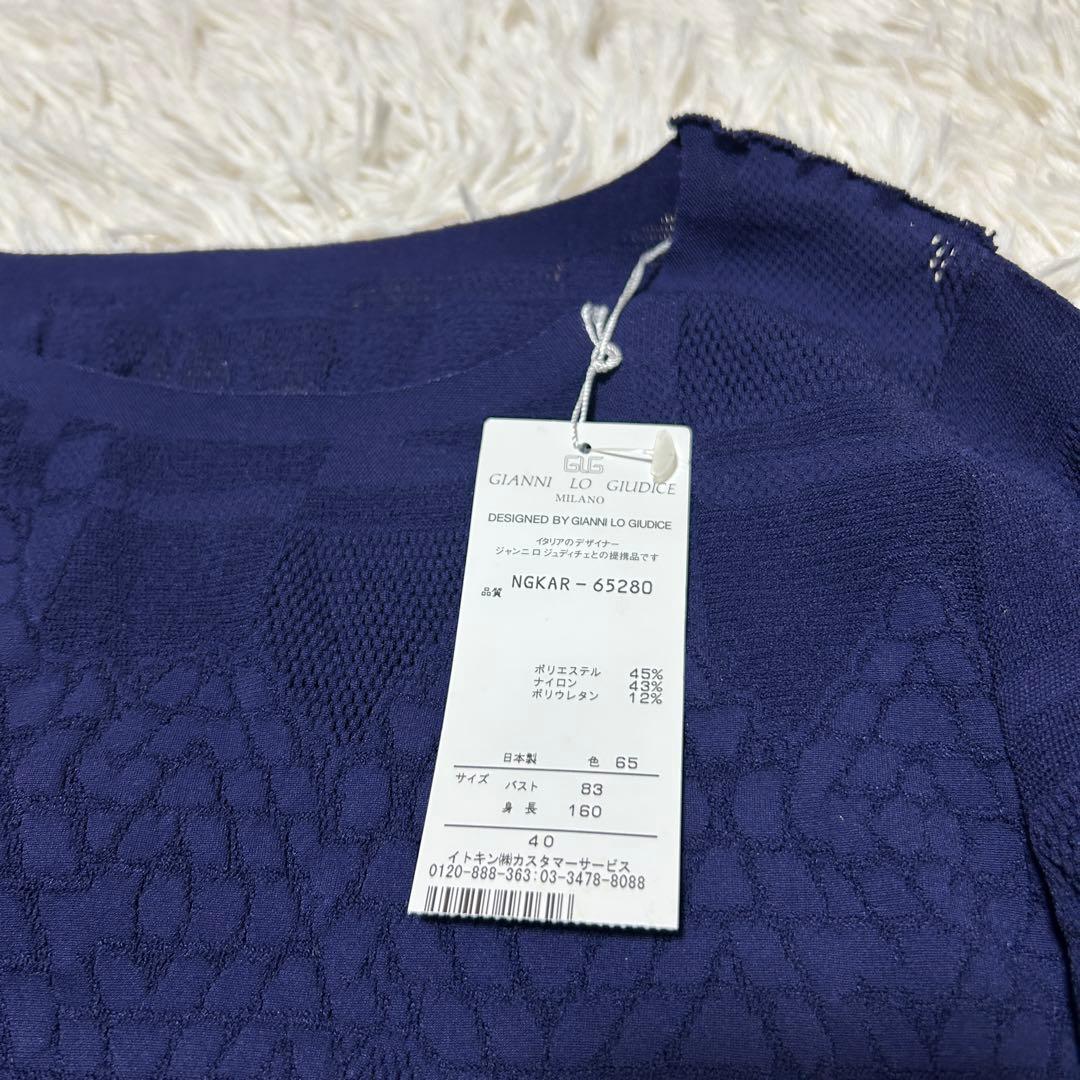 GLG
GIANNI LO GIUDICE
MILANO
DESIGNED BY GIANNI LO GIUDICE
イタリアのデザイナー
ジャンニ ロ ジュディチェとの提携品です
品質 NGKAR-65280
ポリエステル 45%
ナイロン 43%
ポリウレタン 12%
日本製 色 65
サイズ バスト 83
身長 160
40
イトキン㈱カスタマーサービス
0120-888-363:03-3478-8088